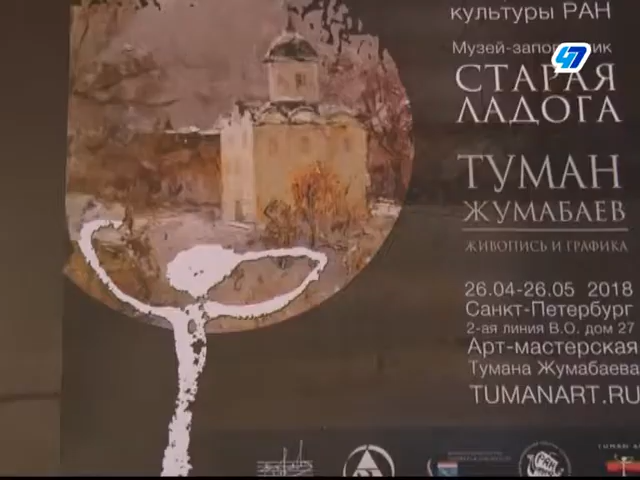 культуры РАН
Музей-заповедник
СТАРАЯ
ЛАДОГА
ТУМАН
ЖУМАБАЕВ
ЖИВОПИСЬ И ГРАФИКА
26.04-26.05 2018
Санкт-Петербург
2-ая линия В.О. дом 27
Арт-мастерская
Тумана Жумабаева
TUMANART.RU